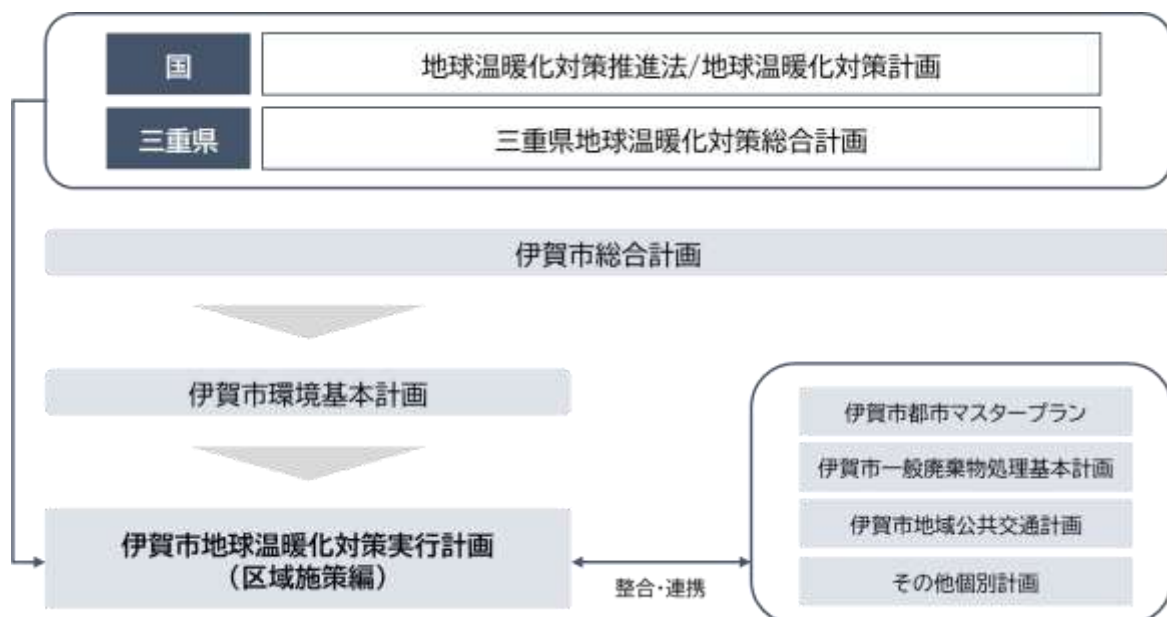 国
地球温暖化対策推進法/地球温暖化対策計画
三重県
三重県地球温暖化対策総合計画
伊賀市総合計画
伊賀市環境基本計画
伊賀市地球温暖化対策実行計画
（区域施策編）
整合・連携
伊賀市都市マスタープラン
伊賀市一般廃棄物処理基本計画
伊賀市地域公共交通計画
その他個別計画